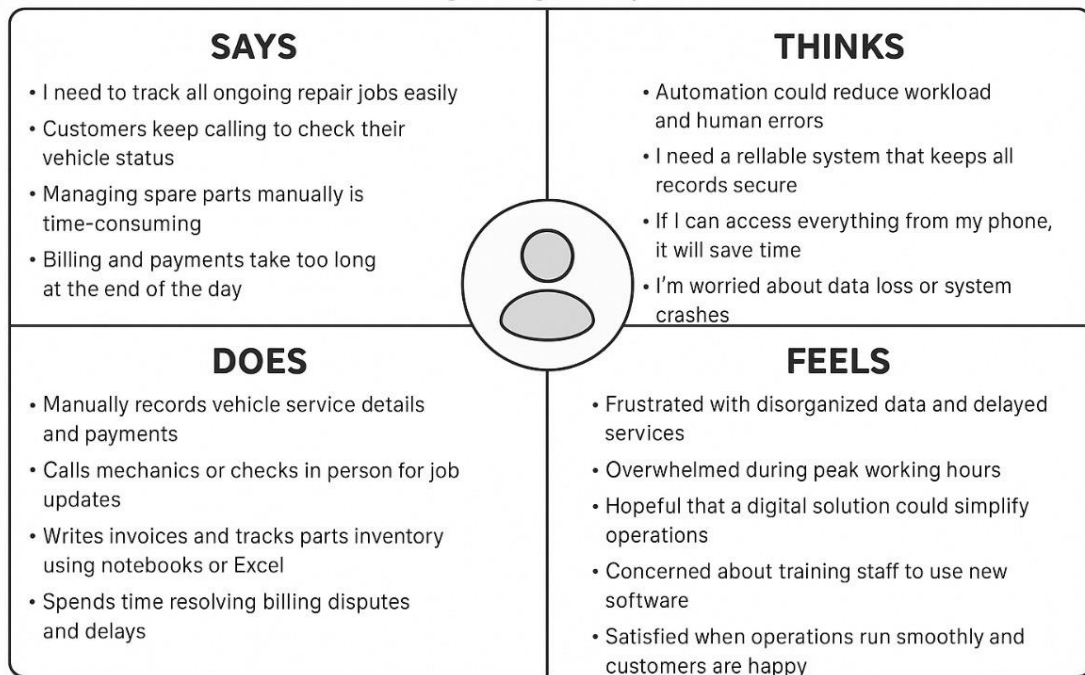 SAYS
• I need to track all ongoing repair jobs easily
• Customers keep calling to check their
vehicle status
• Managing spare parts manually is
time-consuming
• Billing and payments take too long
at the end of the day
THINKS
• Automation could reduce workload
and human errors
• I need a rellable system that keeps all
records secure
• If I can access everything from my phone,
it will save time
• I'm worried about data loss or system
crashes
DOES
• Manually records vehicle service details
and payments
• Calls mechanics or checks in person for job
updates
• Writes invoices and tracks parts inventory
using notebooks or Excel
• Spends time resolving billing disputes
and delays
FEELS
• Frustrated with disorganized data and delayed
services
• Overwhelmed during peak working hours
• Hopeful that a digital solution could simplify
operations
• Concerned about training staff to use new
software
• Satisfied when operations run smoothly and
customers are happy